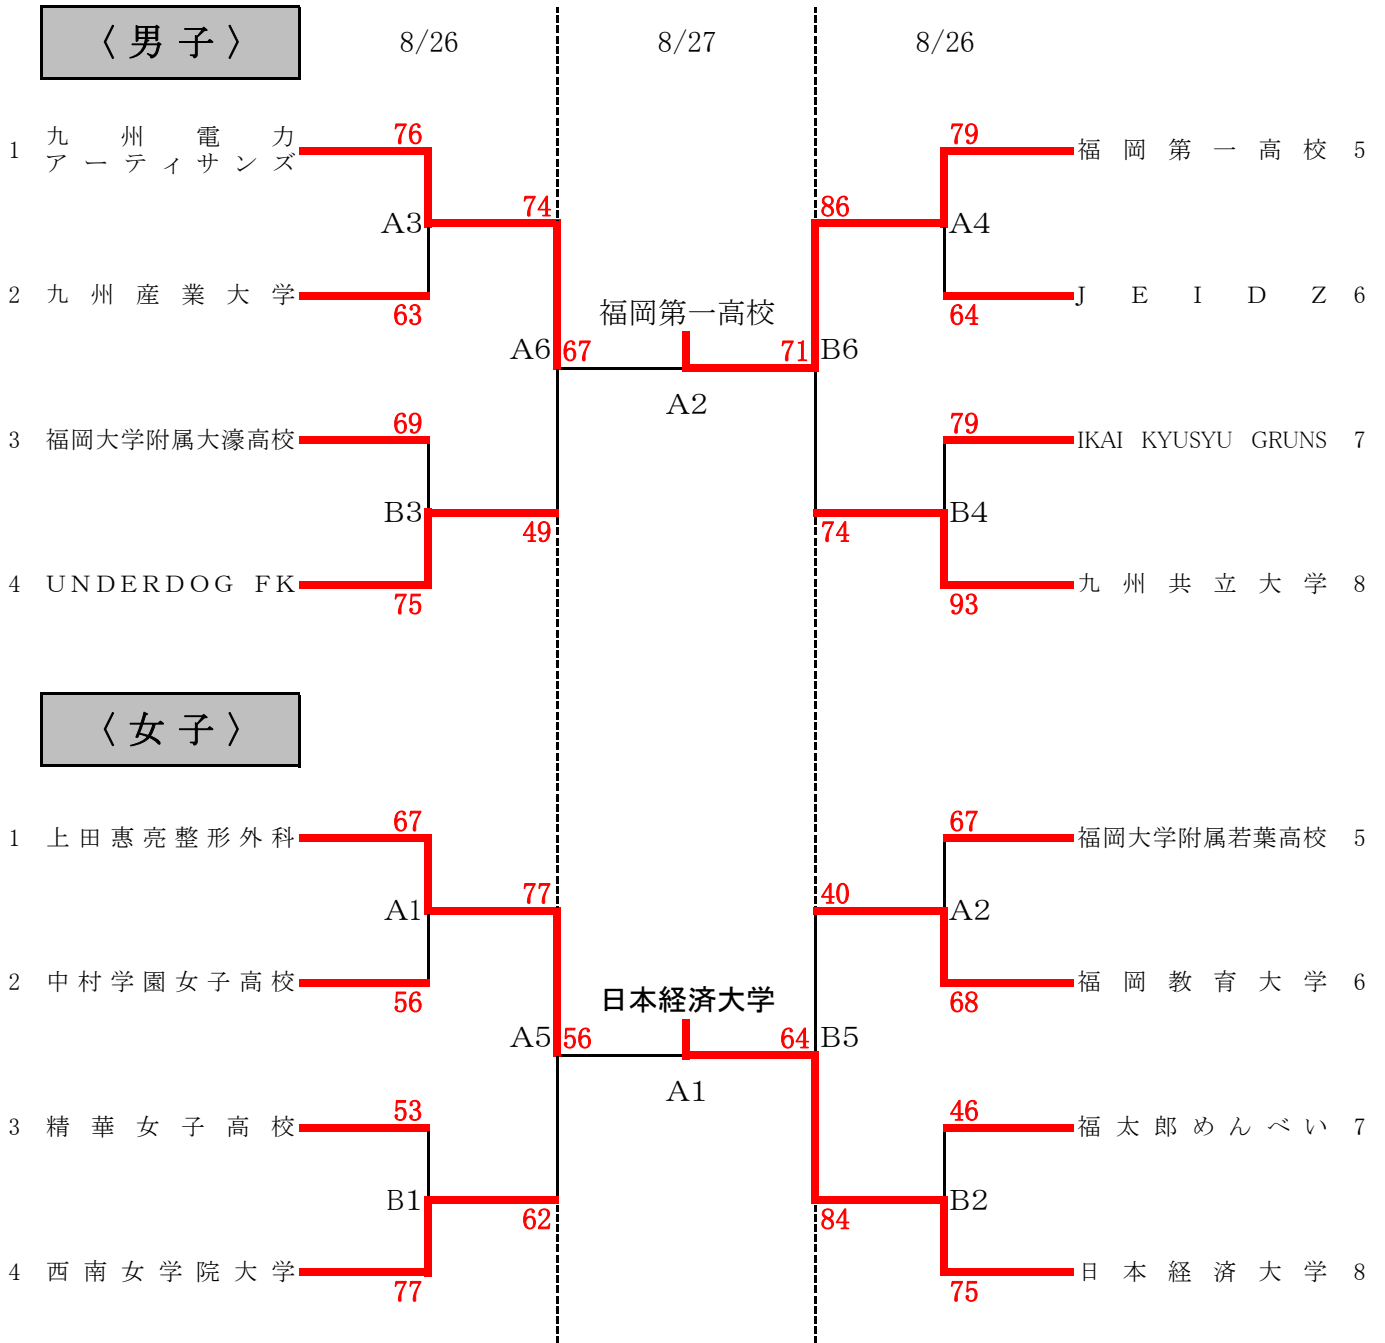 〈 男 子 〉 8/26 8/27 8/26
76 79
1 九州電力 福岡第一高校 5
アーティサンズ
74 86
A3 A4
2 九州産業大学 JEIDZ 6
63 福岡第一高校 64
A6 67 71 B6
A2
69 79
3 福岡大学附属大濠高校 IKAI KYUSYU GRUNS 7
B3 B4
49 74
4 UNDERDOG FK 九州共立大学 8
75 93
〈 女 子 〉
67 67
1 上田惠亮整形外科 福岡大学附属若葉高校 5
77 40
A1 A2
2 中村学園女子高校 福岡教育大学 6
56 日本経済大学 68
A5 56 64 B5
A1
53 46
3 精華女子高校 福太郎めんべい 7
B1 B2
62 84
4 西南女学院大学 日本経済大学 8
77 75